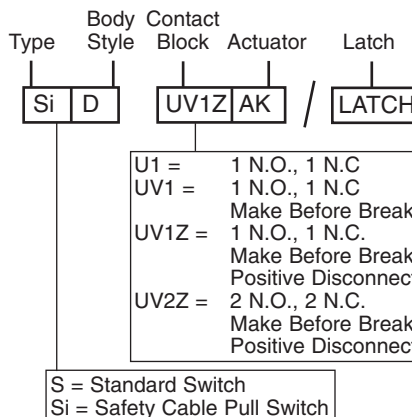 Body Contact
Type Style Block Actuator Latch
Si D UV1Z AK / LATCH
U1 = 1 N.O., 1 N.C
UV1 = 1 N.O., 1 N.C
Make Before Break
UV1Z = 1 N.O., 1 N.C.
Make Before Break
Positive Disconnect
UV2Z = 2 N.O., 2 N.C.
Make Before Break
Positive Disconnect
S = Standard Switch
Si = Safety Cable Pull Switch